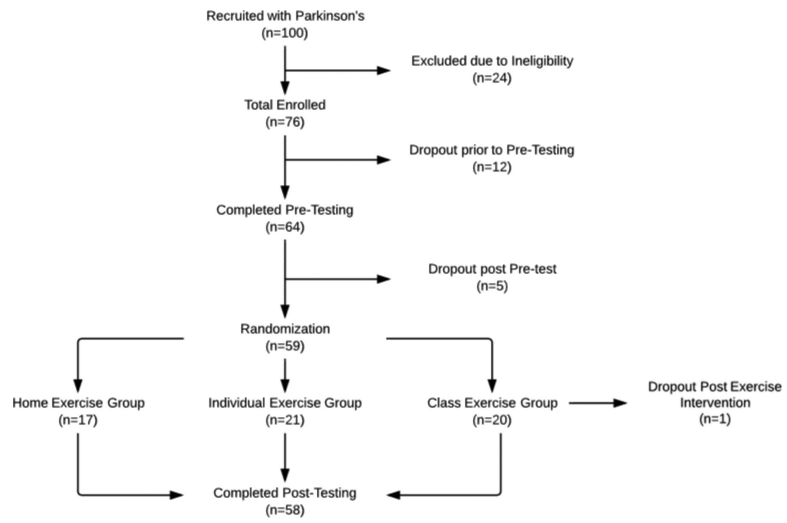 Recruited with Parkinson's
(n=100)
Excluded due to Ineligibility
(n=24)
Total Enrolled
(n=76)
Dropout prior to Pre-Testing
(n=12)
Completed Pre-Testing
(n=64)
Dropout post Pre-test
(n=5)
Randomization
(n=59)
Home Exercise Group
(n=17)
Individual Exercise Group
(n=21)
Class Exercise Group
(n=20)
Dropout Post Exercise
Intervention
(n=1)
Completed Post-Testing
(n=58)